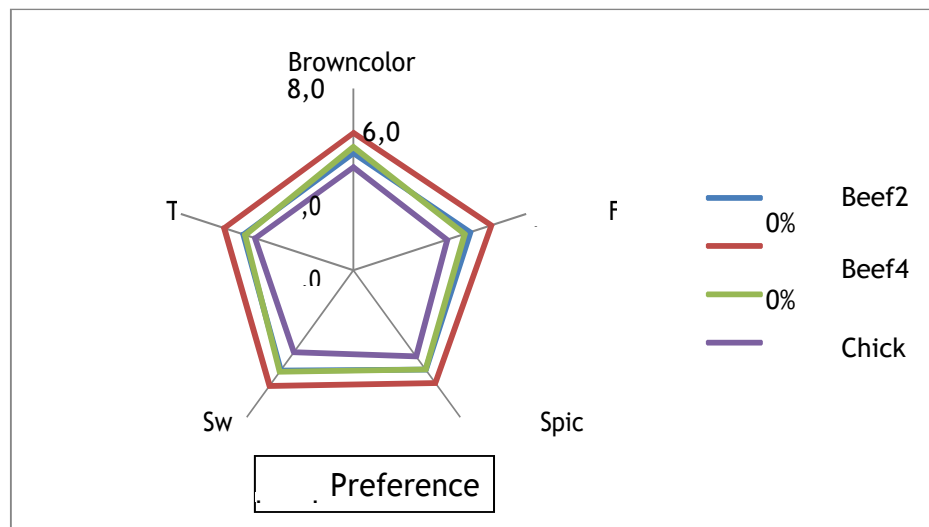 Browncolor
8,0
6,0
T
,0
F
,0
Sw
Spic
Preference
Beef2
0%
Beef4
0%
Chick